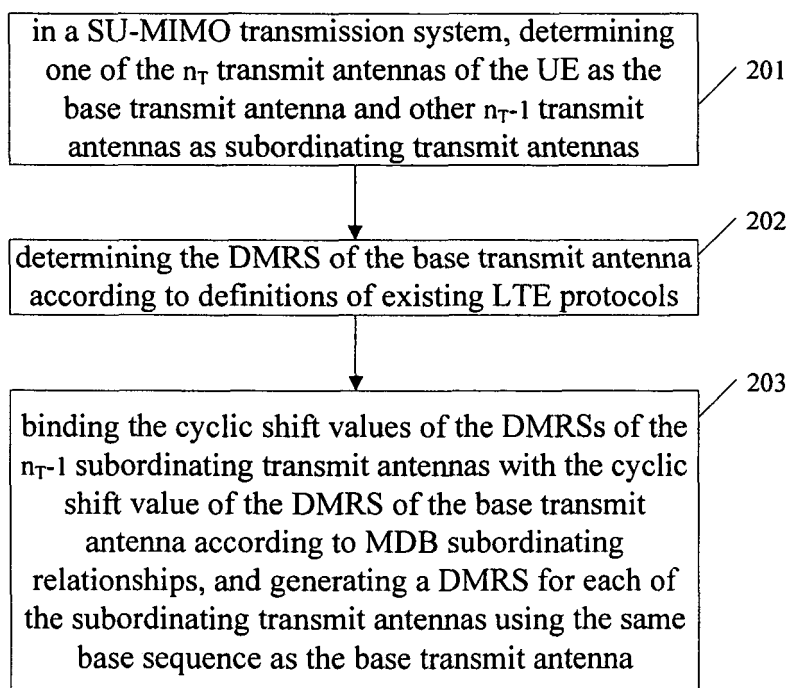 in a SU-MIMO transmission system, determining
one of the nT transmit antennas of the UE as the
base transmit antenna and other nT-1 transmit
antennas as subordinating transmit antennas
201
202
determining the DMRS of the base transmit antenna
according to definitions of existing LTE protocols
203
binding the cyclic shift values of the DMRSs of the
nT-1 subordinating transmit antennas with the cyclic
shift value of the DMRS of the base transmit
antenna according to MDB subordinating
relationships, and generating a DMRS for each of
the subordinating transmit antennas using the same
base sequence as the base transmit antenna